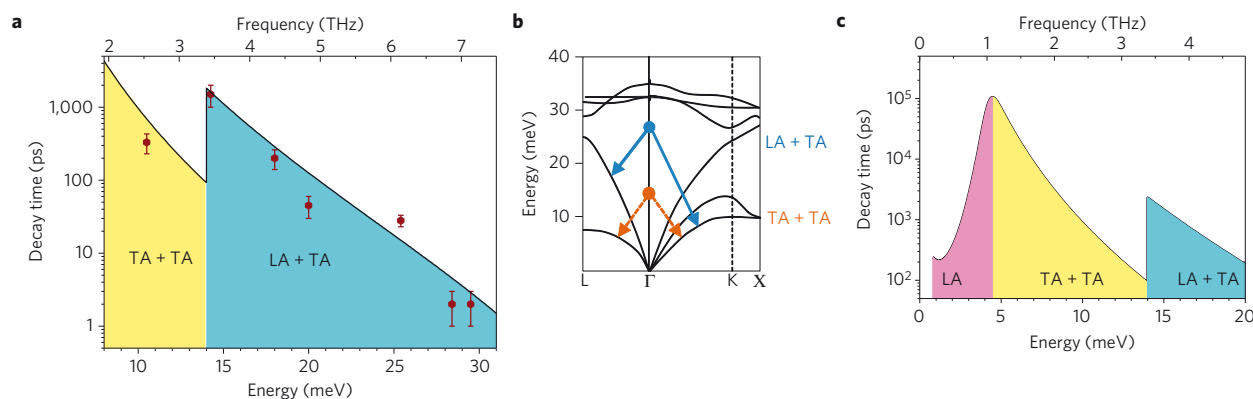 a
Frequency (THz)
2 3 4 5 6 7
Decay time (ps)
1,000
100
10
1
TA + TA
LA + TA
10 15 20 25 30
Energy (meV)
b
Energy (meV)
40
30
20
10
LA + TA
TA + TA
L Γ K X
c
Frequency (THz)
0 1 2 3 4
Decay time (ps)
10⁵
10⁴
10³
10²
LA
TA + TA
LA + TA
0 5 10 15 20
Energy (meV)